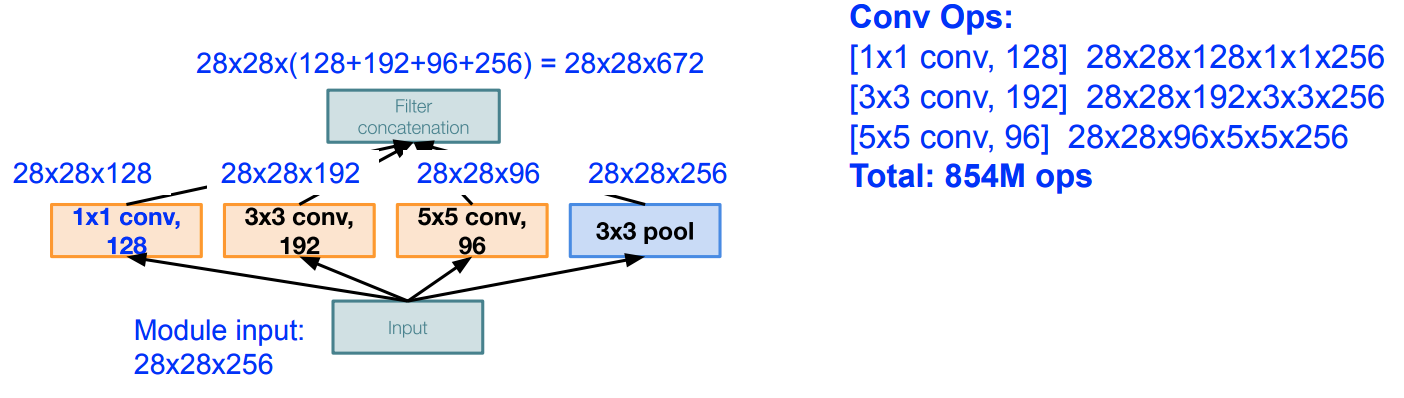 28x28x(128+192+96+256) = 28x28x672
Filter
concatenation
28x28x128
28x28x192
28x28x96
28x28x256
1x1 conv,
128
3x3 conv,
192
5x5 conv,
96
3x3 pool
Input
Module input:
28x28x256
Conv Ops:
[1x1 conv, 128]  28x28x128x1x1x256
[3x3 conv, 192]  28x28x192x3x3x256
[5x5 conv, 96]  28x28x96x5x5x256
Total: 854M ops